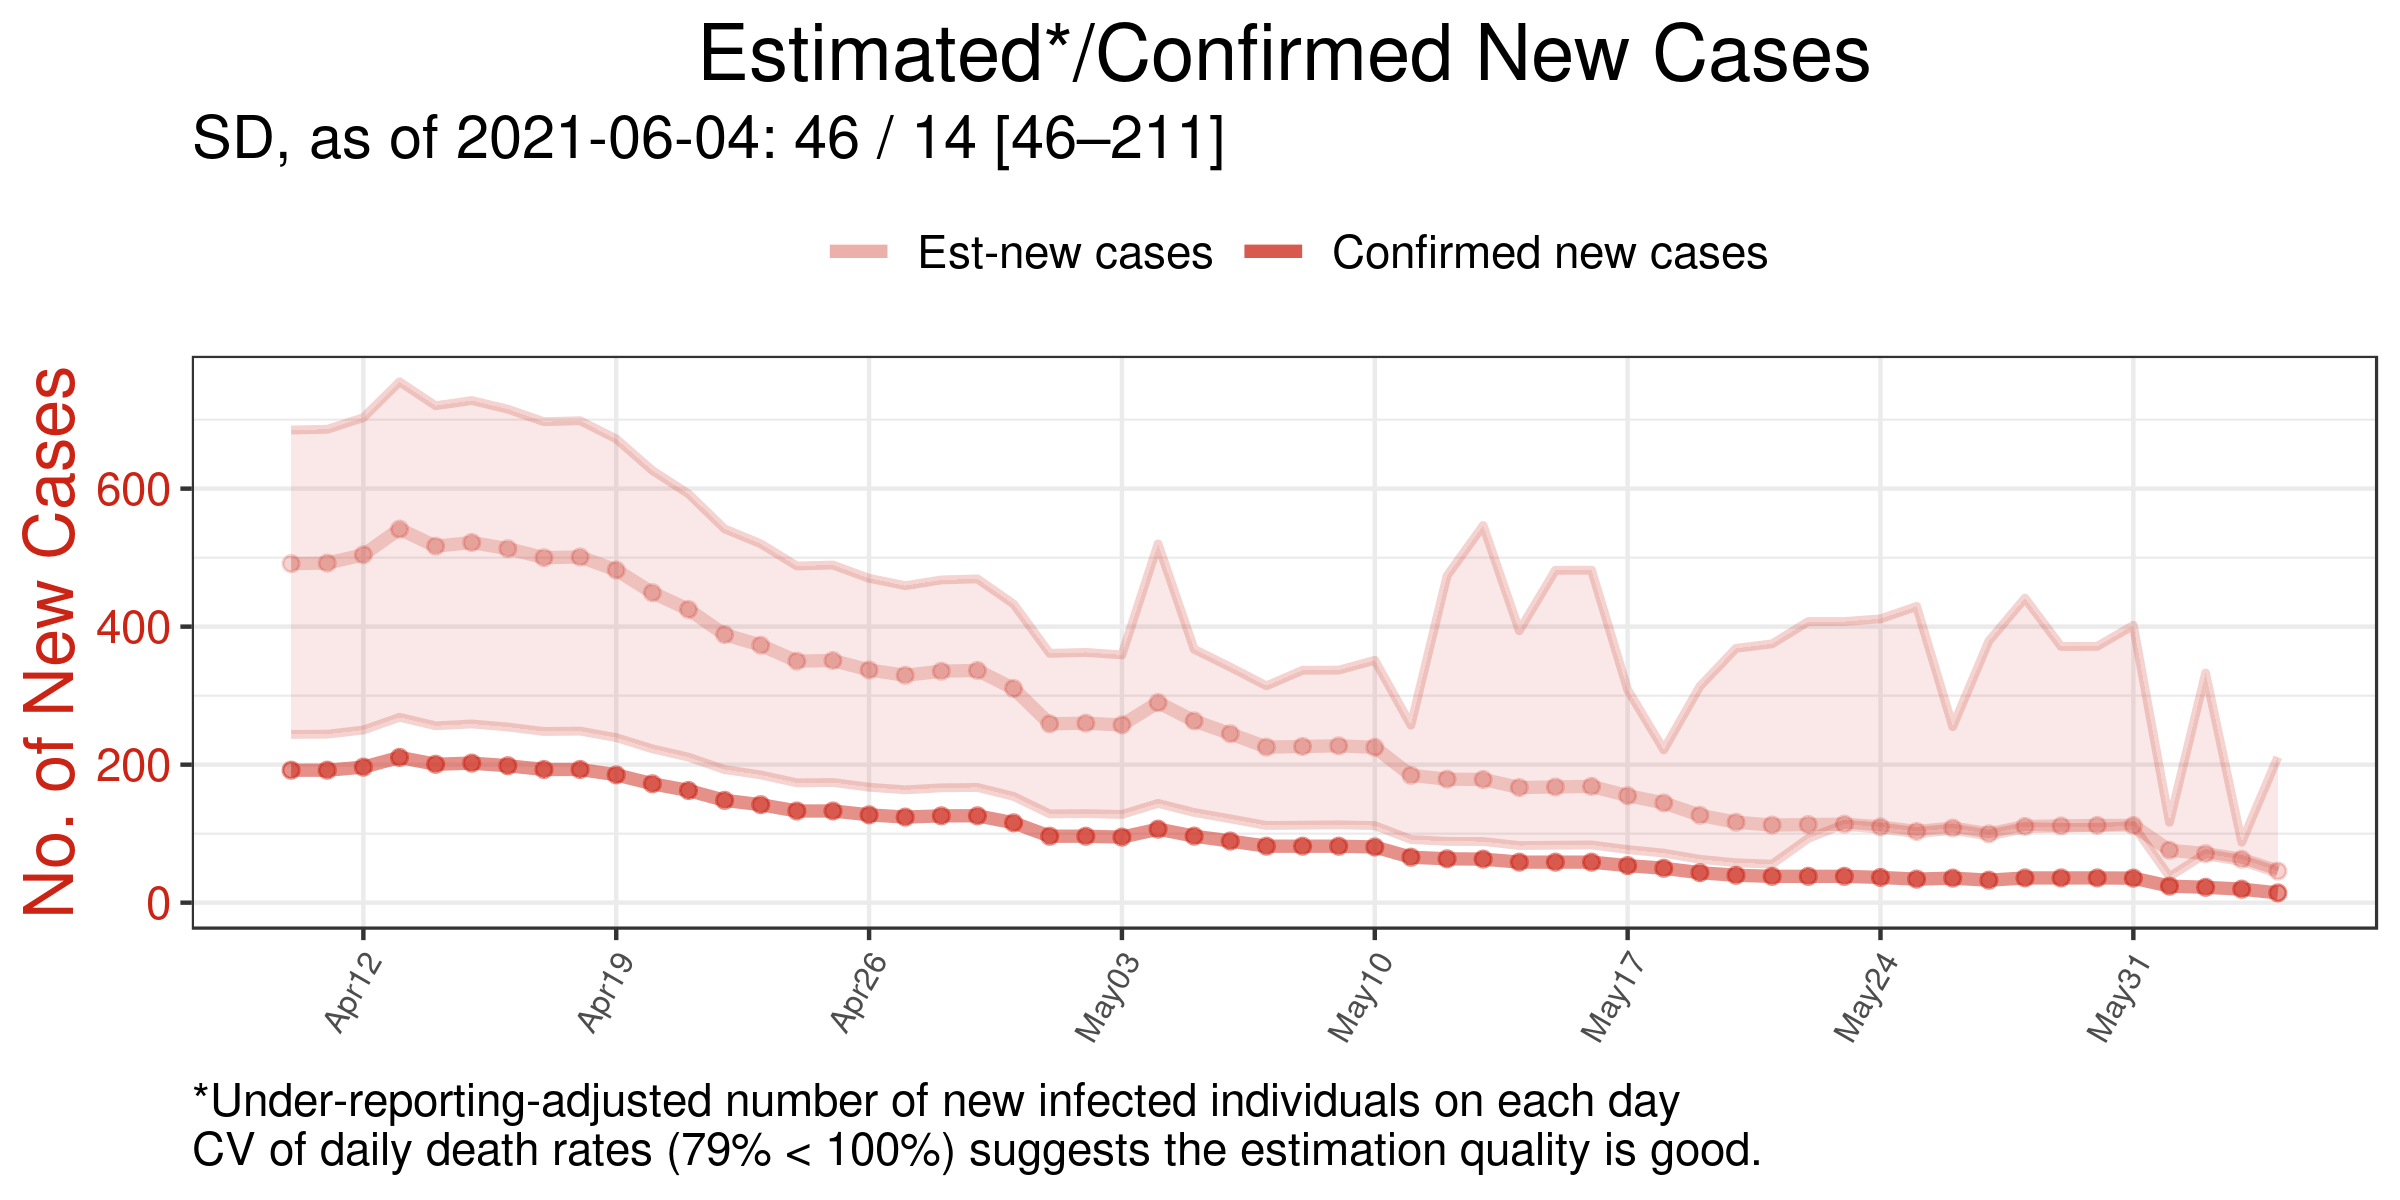 Estimated*/Confirmed New Cases
SD, as of 2021-06-04: 46 / 14 [46–211]
Est-new cases Confirmed new cases
No. of New Cases
600
400
200
0
Apr12 Apr19 Apr26 May03 May10 May17 May24 May31
*Under-reporting-adjusted number of new infected individuals on each day
CV of daily death rates (79% < 100%) suggests the estimation quality is good.